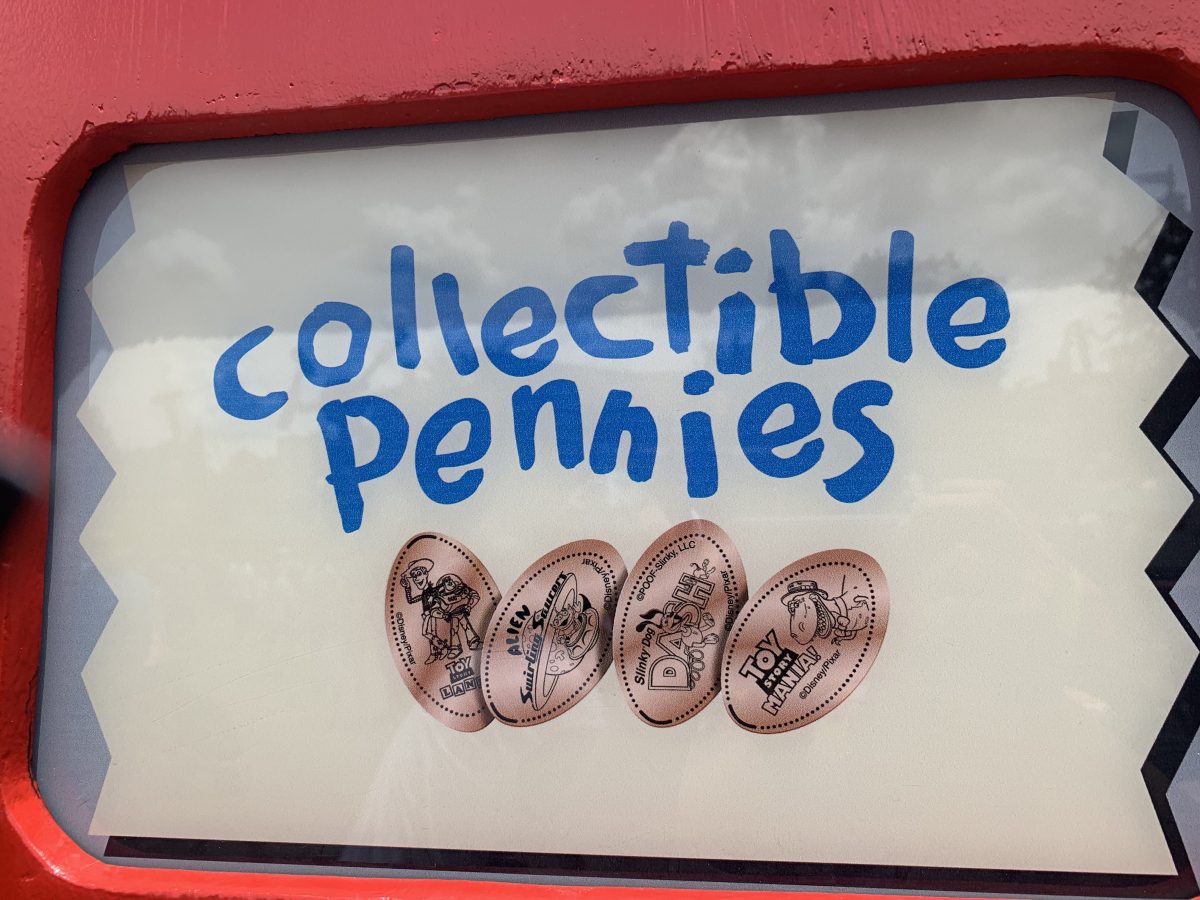 collectible
pennies
©Disney/Pixar
TOY
STORY
LAND
ALIEN
Swirling Saucers
©Disney/Pixar
©POOF-Slinky, LLC
Slinky Dog
DASH
©Disney/Pixar
TOY
STORY
MANIA!
©Disney/Pixar